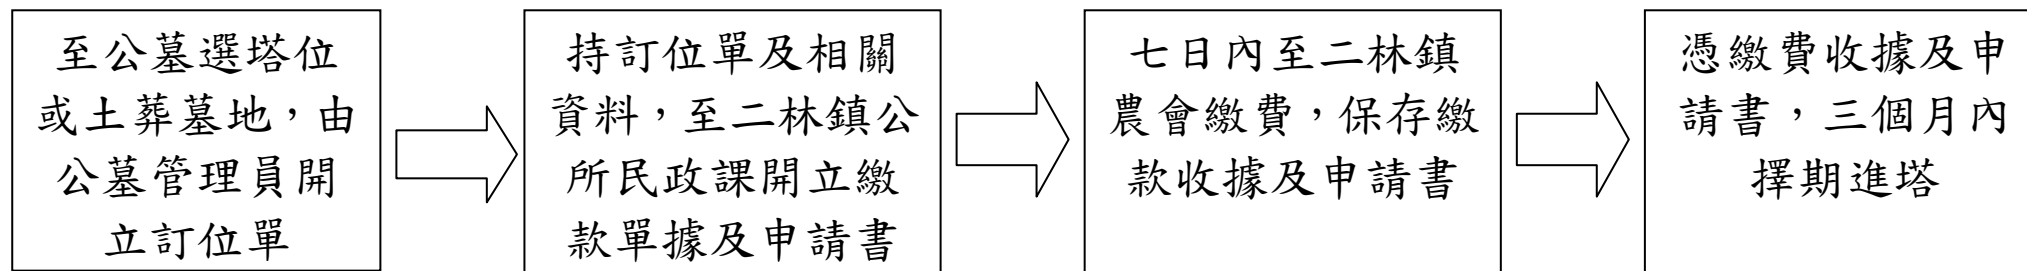 至公墓選塔位
或土葬墓地，由
公墓管理員開
立訂位單
持訂位單及相關
資料，至二林鎮公
所民政課開立繳
款單據及申請書
七日內至二林鎮
農會繳費，保存繳
款收據及申請書
憑繳費收據及申
請書，三個月內
擇期進塔